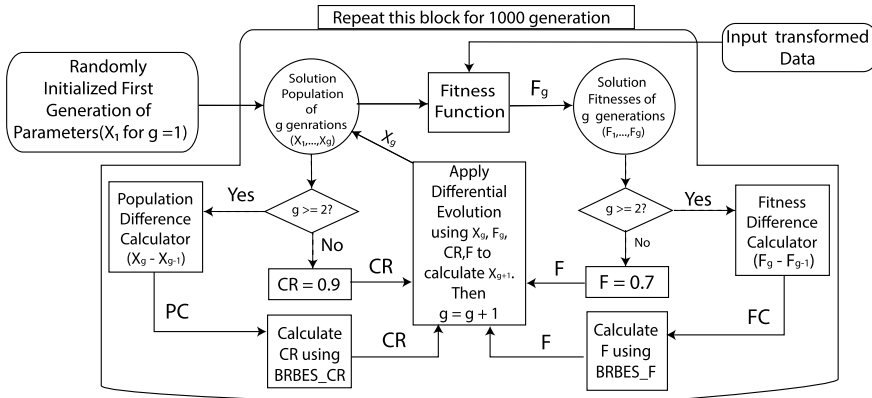 Repeat this block for 1000 generation
Input transformed
Data
Randomly
Initialized First
Generation of
Parameters(X₁ for g =1)
Solution
Population
of
g genrations
(X₁,...,Xg)
Fitness
Function
Fg
Solution
Fitnesses of
g generations
(F₁,...,Fg)
Xg
Yes
g >= 2?
No
Population
Difference
Calculator
(Xg - Xg-1)
CR = 0.9
CR
PC
Calculate
CR using
BRBES_CR
CR
Apply
Differential
Evolution
using Xg, Fg,
CR,F to
calculate Xg+1.
Then
g = g + 1
g >= 2?
Yes
No
Fitness
Difference
Calculator
(Fg - Fg-1)
F
F = 0.7
FC
F
Calculate
F using
BRBES_F